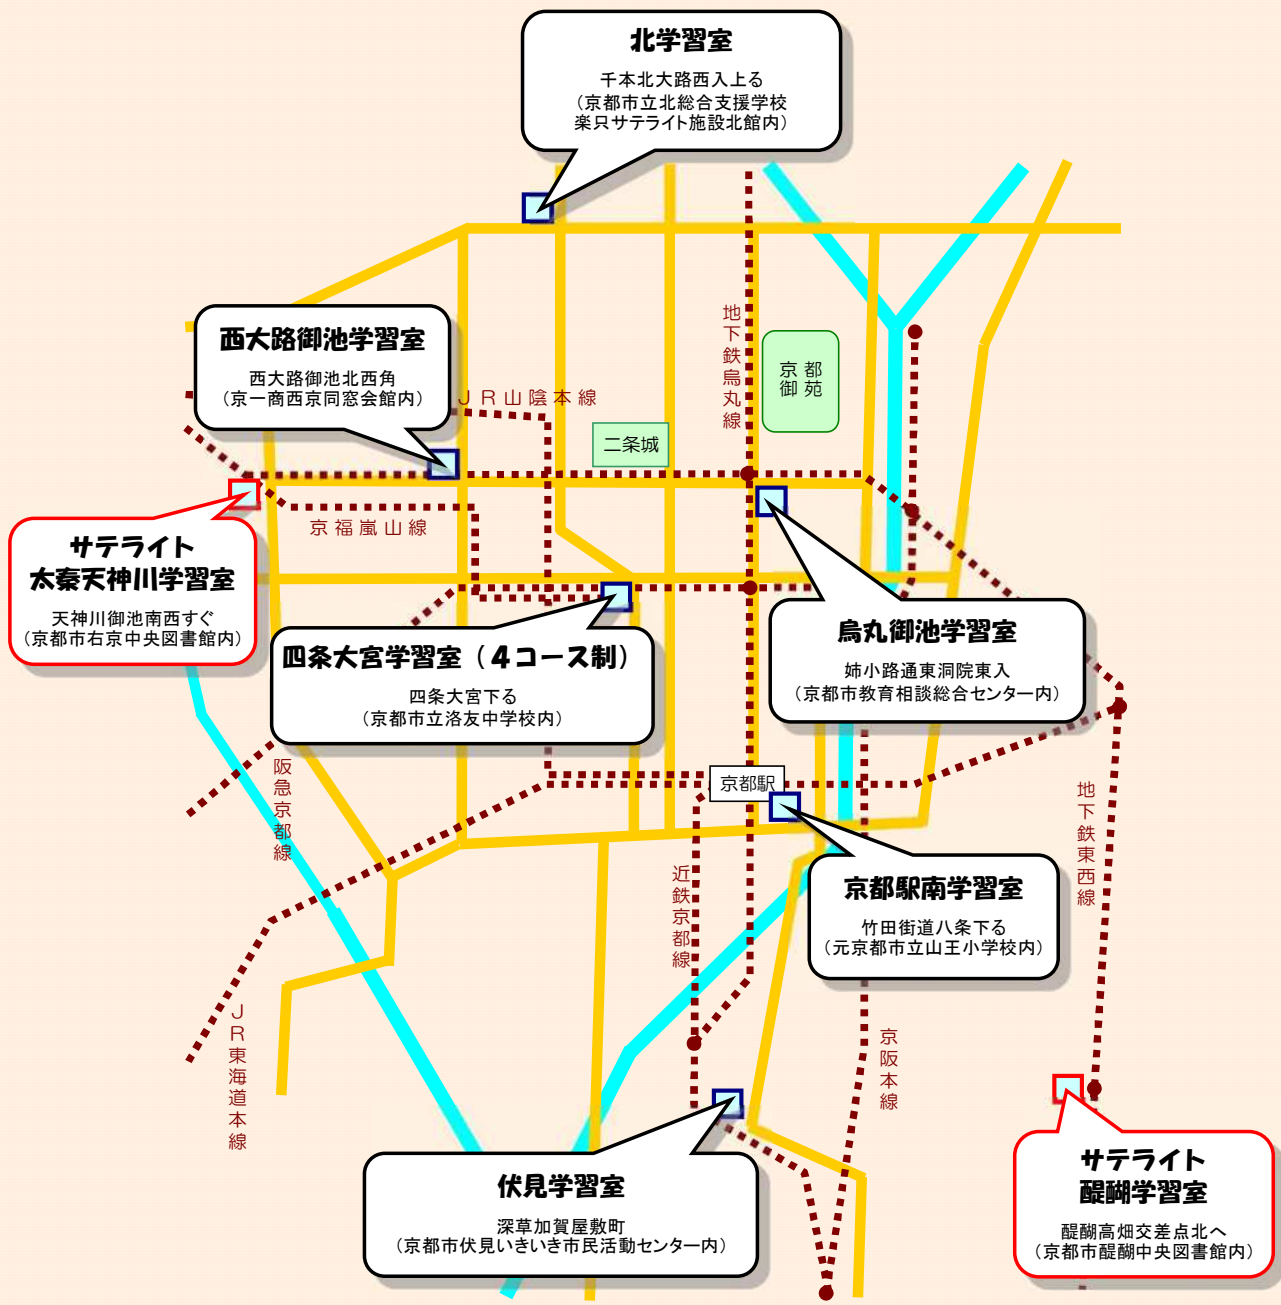 北学習室
千本北大路西入上る
（京都市立北総合支援学校
楽只サテライト施設北館内）
西大路御池学習室
西大路御池北西角
（京一商西京同窓会館内）
JR山陰本線
地下鉄烏丸線
京都
御苑
二条城
京福嵐山線
サテライト
太秦天神川学習室
天神川御池南西すぐ
（京都市右京中央図書館内）
四条大宮学習室（4コース制）
四条大宮下る
（京都市立洛友中学校内）
烏丸御池学習室
姉小路通東洞院東入
（京都市教育相談総合センター内）
阪急京都線
京都駅
地下鉄東西線
近鉄京都線
京都駅南学習室
竹田街道八条下る
（元京都市立山王小学校内）
JR東海道本線
京阪本線
伏見学習室
深草加賀屋敷町
（京都市伏見いきいき市民活動センター内）
サテライト
醍醐学習室
醍醐高畑交差点北へ
（京都市醍醐中央図書館内）